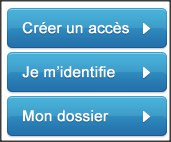 Créer un accès
Je m'identifie
Mon dossier